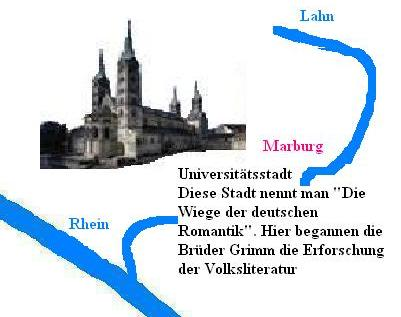 Lahn
Marburg
Universitätsstadt
Diese Stadt nennt man "Die
Wiege der deutschen
Romantik". Hier begannen die
Brüder Grimm die Erforschung
der Volksliteratur
Rhein